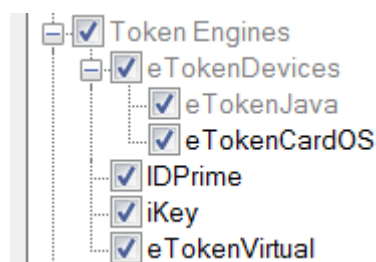 Token Engines
eTokenDevices
eTokenJava
eTokenCardOS
IDPrime
iKey
eTokenVirtual